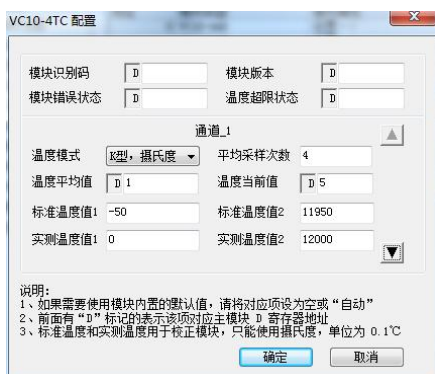 VC10-4TC 配置
模块识别码 D 模块版本 D
模块错误状态 D 温度超限状态 D
通道_1
温度模式 K型，摄氏度 平均采样次数 4
温度平均值 D 1 温度当前值 D 5
标准温度值1 -50 标准温度值2 11950
实测温度值1 0 实测温度值2 12000
说明：
1、如果需要使用模块内置的默认值，请将对应项设为空或“自动”
2、前面有“D”标记的表示该项对应主模块 D 寄存器地址
3、标准温度和实测温度用于校正模块，只能使用摄氏度，单位为 0.1℃
确定 取消